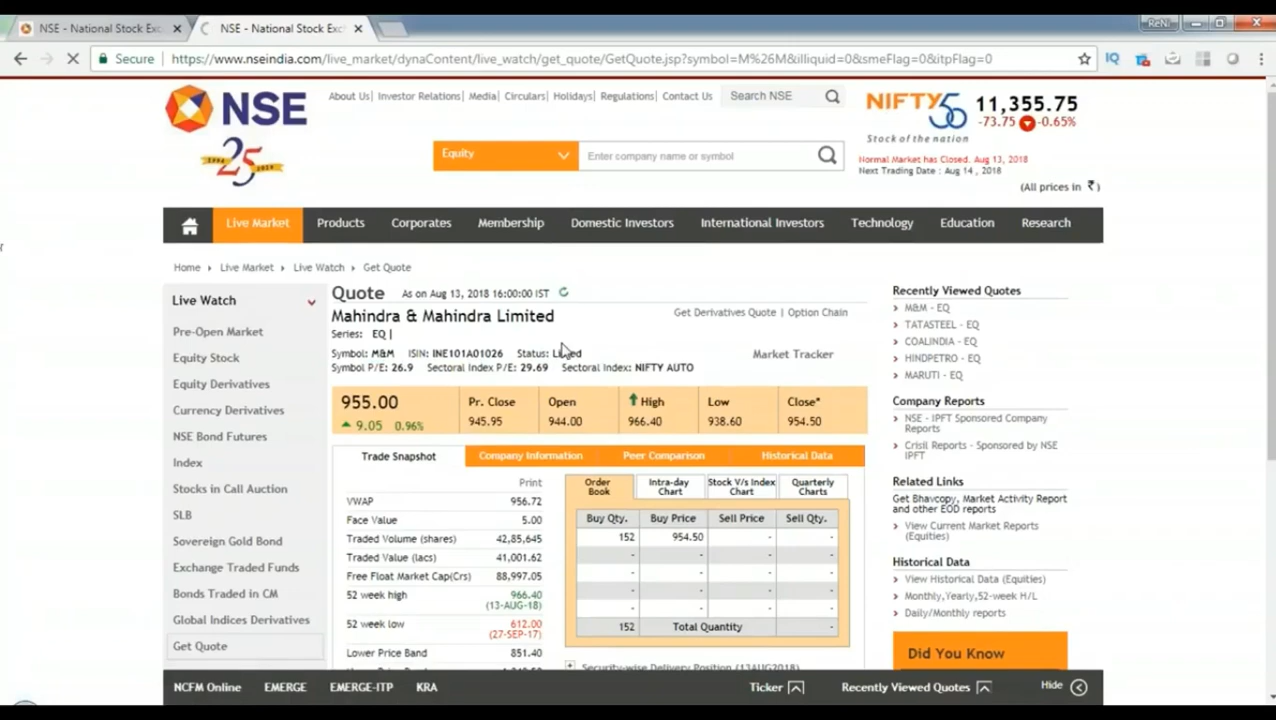 NSE - National Stock Exc
NSE - National Stock Exc
ReNi
Secure
https://www.nseindia.com/live_market/dynaContent/live_watch/get_quote/GetQuote.jsp?symbol=M%26M&illiquid=0&smeFlag=0&itpFlag=0
IQ
NSE
25
About Us| Investor Relations| Media| Circulars| Holidays| Regulations| Contact Us
Search NSE
Equity
Enter company name or symbol
NIFTY50
Stock of the nation
11,355.75
-73.75 -0.65%
Normal Market has Closed. Aug 13, 2018
Next Trading Date : Aug 14 , 2018
(All prices in ₹)
Live Market
Products
Corporates
Membership
Domestic Investors
International Investors
Technology
Education
Research
Home › Live Market › Live Watch › Get Quote
Live Watch
Pre-Open Market
Equity Stock
Equity Derivatives
Currency Derivatives
NSE Bond Futures
Index
Stocks in Call Auction
SLB
Sovereign Gold Bond
Exchange Traded Funds
Bonds Traded in CM
Global Indices Derivatives
Get Quote
Quote As on Aug 13, 2018 16:00:00 IST
Mahindra & Mahindra Limited
Get Derivatives Quote | Option Chain
Series: EQ |
Symbol: M&M ISIN: INE101A01026 Status: Listed
Market Tracker
Symbol P/E: 26.9 Sectoral Index P/E: 29.69 Sectoral Index: NIFTY AUTO
955.00
9.05 0.96%
Pr. Close
945.95
Open
944.00
High
966.40
Low
938.60
Close*
954.50
Trade Snapshot
Company Information
Peer Comparison
Historical Data
Print
VWAP 956.72
Face Value 5.00
Traded Volume (shares) 42,85,645
Traded Value (lacs) 41,001.62
Free Float Market Cap(Crs) 88,997.05
52 week high 966.40
(13-AUG-18)
52 week low 612.00
(27-SEP-17)
Lower Price Band 851.40
Order Book
Intra-day Chart
Stock V/s Index Chart
Quarterly Charts
Buy Qty. Buy Price Sell Price Sell Qty.
152 954.50 - -
- - - -
- - - -
- - - -
- - - -
152 Total Quantity -
Security-wise Delivery Position (13AUG2018)
Recently Viewed Quotes
M&M - EQ
TATASTEEL - EQ
COALINDIA - EQ
HINDPETRO - EQ
MARUTI - EQ
Company Reports
NSE - IPFT Sponsored Company
Reports
Crisil Reports - Sponsored by NSE
IPFT
Related Links
Get Bhavcopy, Market Activity Report
and other EOD reports
View Current Market Reports
(Equities)
Historical Data
View Historical Data (Equities)
Monthly,Yearly,52-week H/L
Daily/Monthly reports
Did You Know
NCFM Online
EMERGE
EMERGE-ITP
KRA
Ticker
Recently Viewed Quotes
Hide